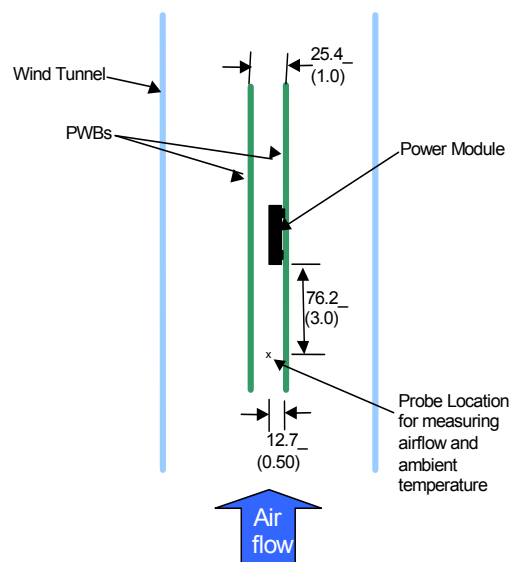 25.4_
(1.0)
Wind Tunnel
PWBs
Power Module
76.2_
(3.0)
x
Probe Location
for measuring
airflow and
ambient
temperature
12.7_
(0.50)
Air
flow